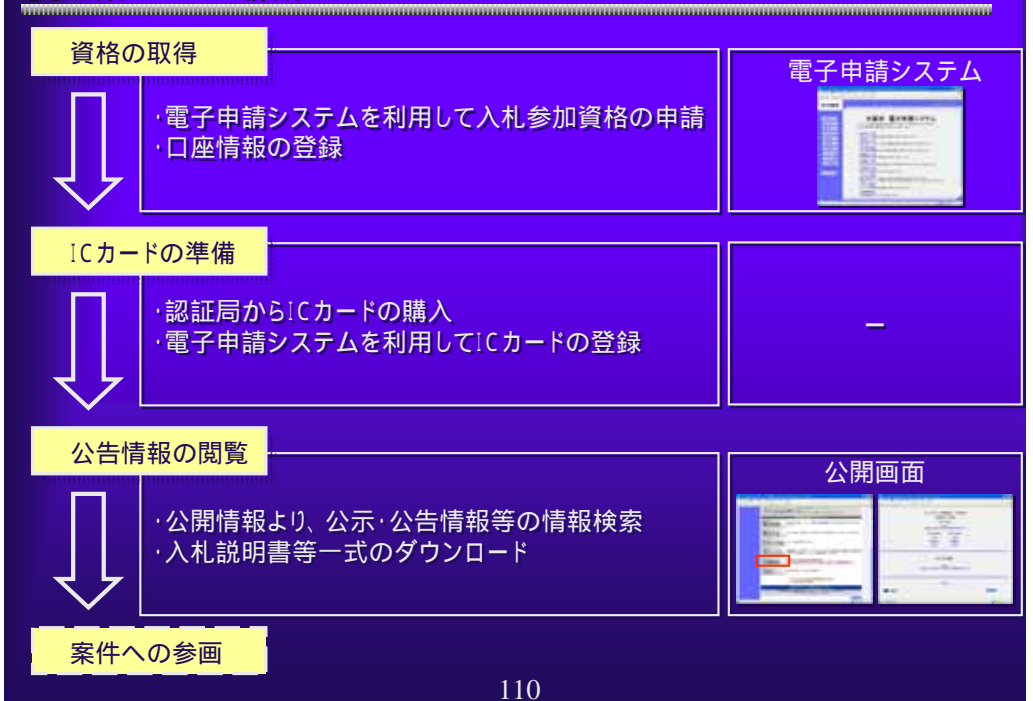 資格の取得
電子申請システム
･電子申請システムを利用して入札参加資格の申請
･口座情報の登録
ICカードの準備
･認証局からICカードの購入
･電子申請システムを利用してICカードの登録
－
公告情報の閲覧
公開画面
･公開情報より、公示･公告情報等の情報検索
･入札説明書等一式のダウンロード
案件への参画
110